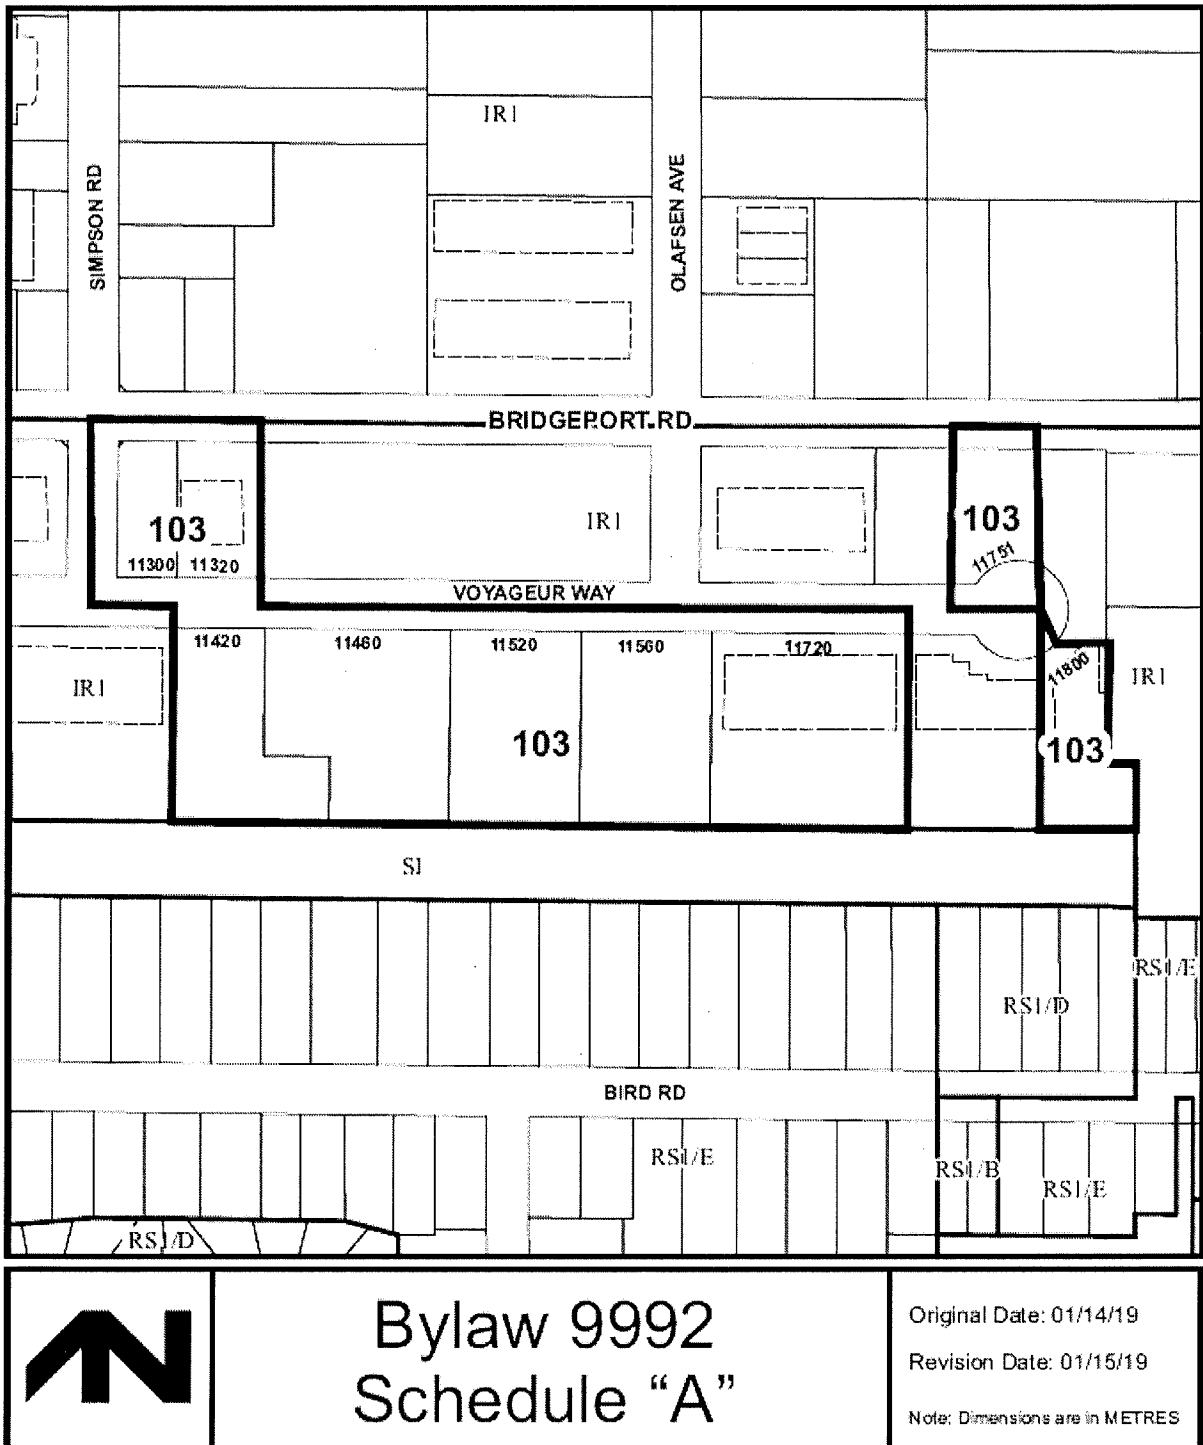 IR1
SIMPSON RD
OLAFSEN AVE
BRIDGEPORT RD
103
11300 11320
IR1
103
11751
VOYAGEUR WAY
11420
11460
11520
11560
11720
11800
IR1
IR1
103
103
SI
RS1/E
RS1/D
BIRD RD
RS1/E
RS1/B
RS1/E
RS1/D
Bylaw 9992
Schedule “A”
Original Date: 01/14/19
Revision Date: 01/15/19
Note: Dimensions are in METRES